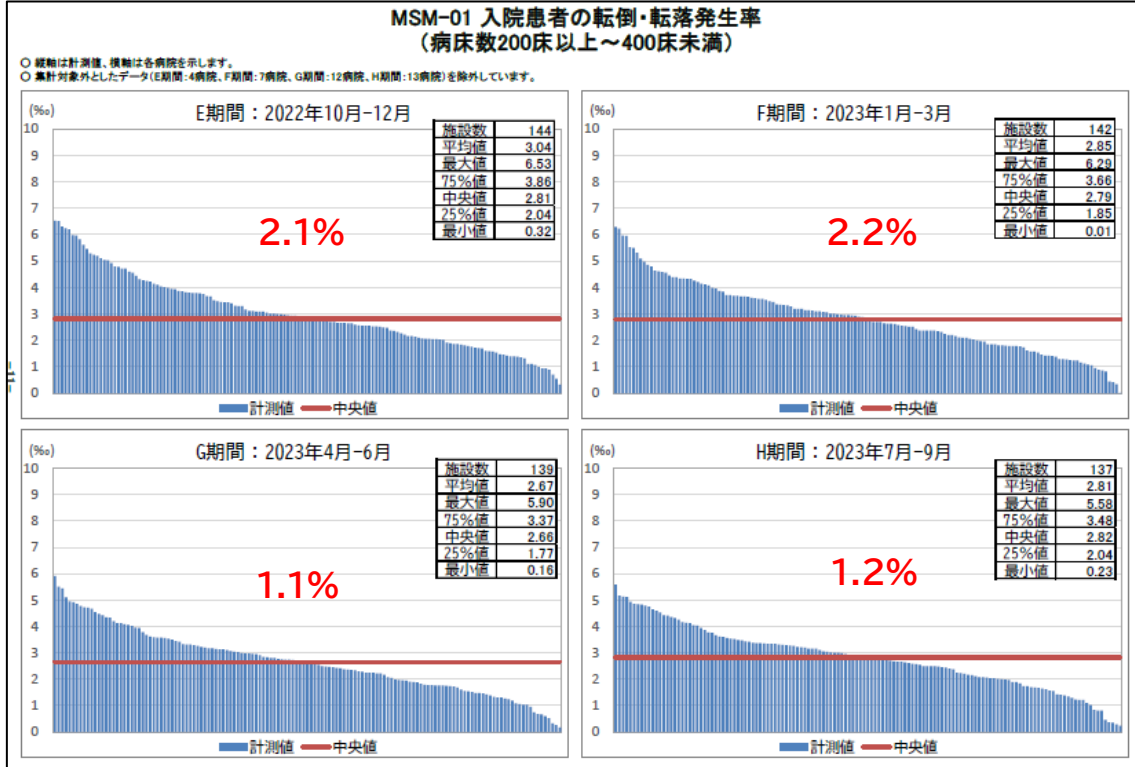 MSM-01 入院患者の転倒・転落発生率
(病床数200床以上~400床未満)
○ 縦軸は計測値、横軸は各病院を示します。
○ 集計対象外としたデータ(E期間:4病院、F期間:7病院、G期間:12病院、H期間:13病院)を除外しています。
(‰)
E期間:2022年10月-12月
10
9
8
7
6
5
4
3
2
1
0
施設数 144
平均値 3.04
最大値 6.53
75%値 3.86
中央値 2.81
25%値 2.04
最小値 0.32
2.1%
計測値 中央値
(‰)
F期間:2023年1月-3月
10
9
8
7
6
5
4
3
2
1
0
施設数 142
平均値 2.85
最大値 6.29
75%値 3.66
中央値 2.79
25%値 1.85
最小値 0.01
2.2%
計測値 中央値
-11-
(‰)
G期間:2023年4月-6月
10
9
8
7
6
5
4
3
2
1
0
施設数 139
平均値 2.67
最大値 5.90
75%値 3.37
中央値 2.66
25%値 1.77
最小値 0.16
1.1%
計測値 中央値
(‰)
H期間:2023年7月-9月
10
9
8
7
6
5
4
3
2
1
0
施設数 137
平均値 2.81
最大値 5.58
75%値 3.48
中央値 2.82
25%値 2.04
最小値 0.23
1.2%
計測値 中央値